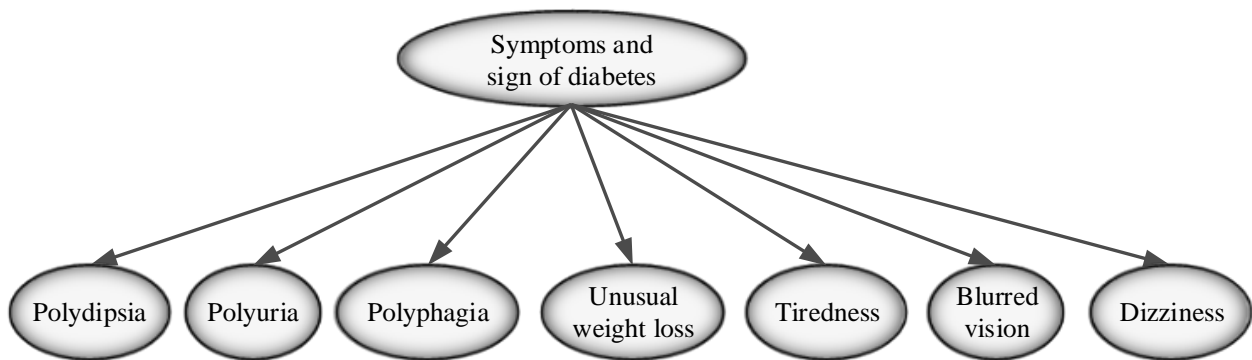 Symptoms and
sign of diabetes
Polydipsia
Polyuria
Polyphagia
Unusual
weight loss
Tiredness
Blurred
vision
Dizziness